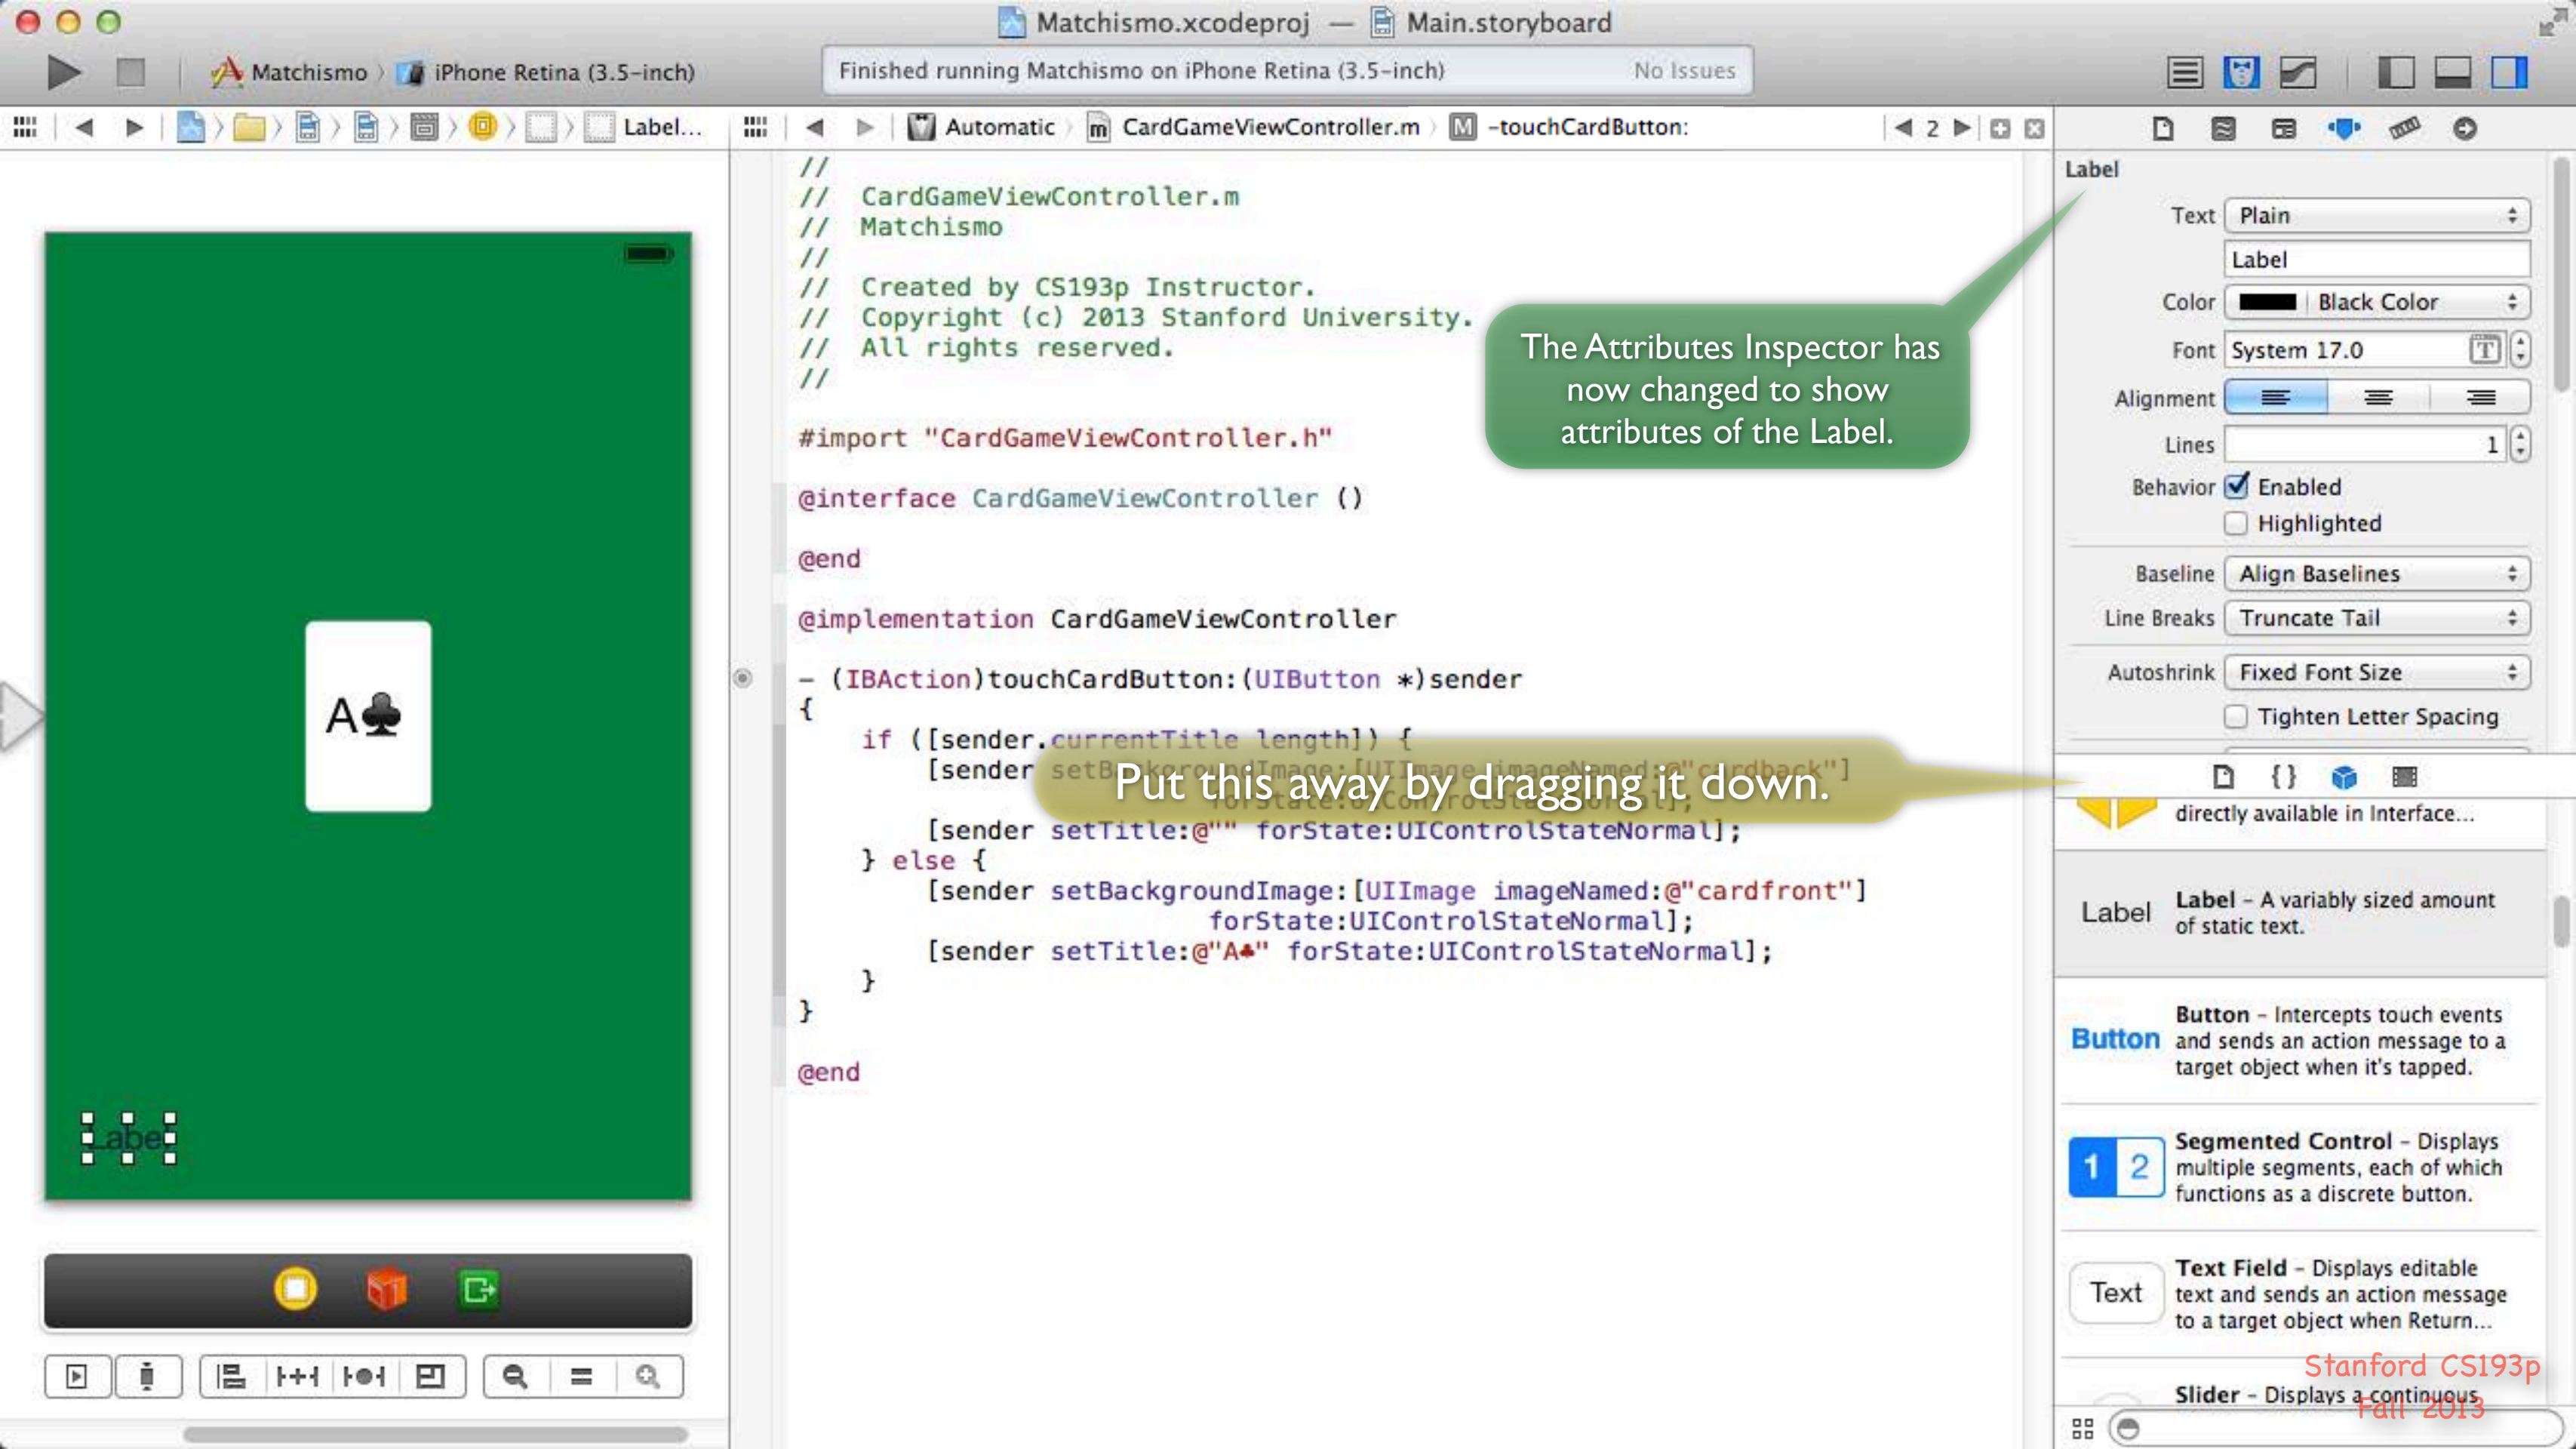 Matchismo.xcodeproj — Main.storyboard
Matchismo iPhone Retina (3.5-inch)
Finished running Matchismo on iPhone Retina (3.5-inch) No Issues
Label...
Automatic m CardGameViewController.m M -touchCardButton: 2
//
// CardGameViewController.m
// Matchismo
//
// Created by CS193p Instructor.
// Copyright (c) 2013 Stanford University.
// All rights reserved.
//
#import "CardGameViewController.h"
@interface CardGameViewController ()
@end
@implementation CardGameViewController
- (IBAction)touchCardButton:(UIButton *)sender
{
if ([sender.currentTitle length]) {
[sender setBackgroundImage:[UIImage imageNamed:@"cardback"]
forState:UIControlStateNormal];
[sender setTitle:@"" forState:UIControlStateNormal];
} else {
[sender setBackgroundImage:[UIImage imageNamed:@"cardfront"]
forState:UIControlStateNormal];
[sender setTitle:@"A♣" forState:UIControlStateNormal];
}
}
@end
The Attributes Inspector has
now changed to show
attributes of the Label.
Put this away by dragging it down.
A♣
Label
Label
Text Plain
Label
Color Black Color
Font System 17.0 T
Alignment
Lines 1
Behavior Enabled
Highlighted
Baseline Align Baselines
Line Breaks Truncate Tail
Autoshrink Fixed Font Size
Tighten Letter Spacing
{}
directly available in Interface...
Label
Label – A variably sized amount
of static text.
Button
Button – Intercepts touch events
and sends an action message to a
target object when it's tapped.
1 2
Segmented Control – Displays
multiple segments, each of which
functions as a discrete button.
Text
Text Field – Displays editable
text and sends an action message
to a target object when Return...
Slider – Displays a continuous
Stanford CS193p
Fall 2013